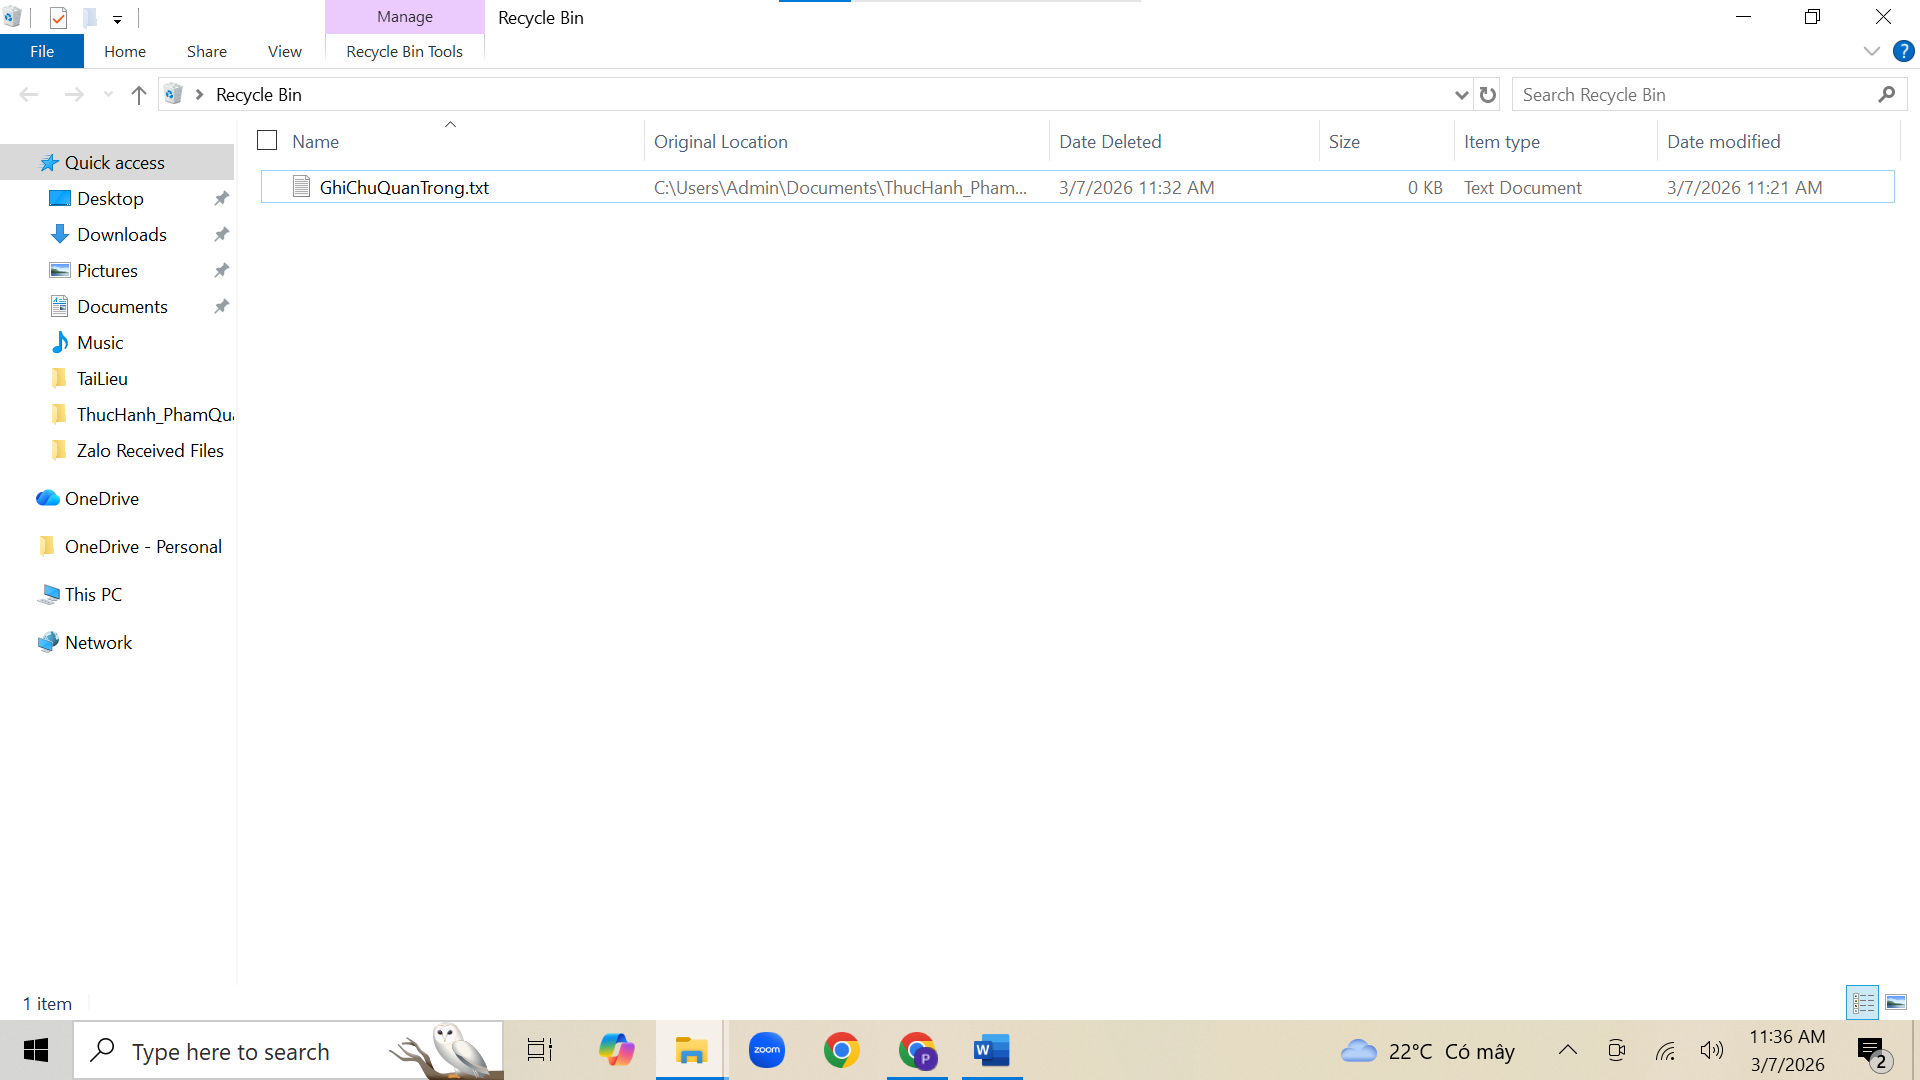 Manage
Recycle Bin
File
Home
Share
View
Recycle Bin Tools
?
Recycle Bin
Search Recycle Bin
Name
Original Location
Date Deleted
Size
Item type
Date modified
GhiChuQuanTrong.txt
C:\Users\Admin\Documents\ThucHanh_Pham...
3/7/2026 11:32 AM
0 KB
Text Document
3/7/2026 11:21 AM
Quick access
Desktop
Downloads
Pictures
Documents
Music
TaiLieu
ThucHanh_PhamQua
Zalo Received Files
OneDrive
OneDrive - Personal
This PC
Network
1 item
Type here to search
zoom
P
W
22°C Có mây
11:36 AM
3/7/2026
2